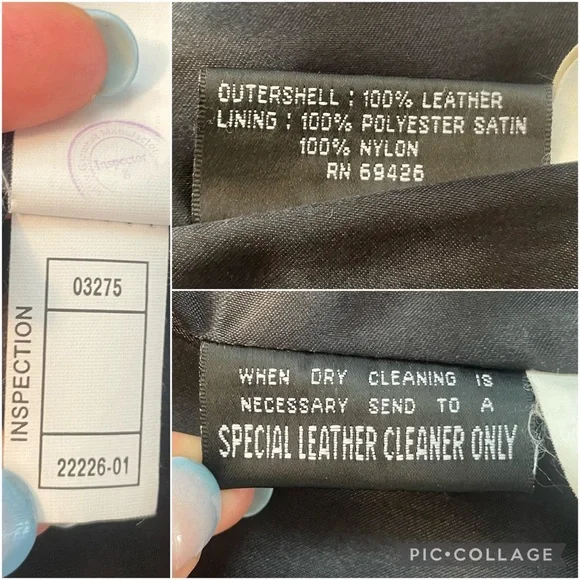 Inspector
03275
INSPECTION
22226-01
OUTERSHELL : 100% LEATHER
LINING : 100% POLYESTER SATIN
100% NYLON
RN 69426
WHEN DRY CLEANING IS
NECESSARY SEND TO A
SPECIAL LEATHER CLEANER ONLY
PIC•COLLAGE